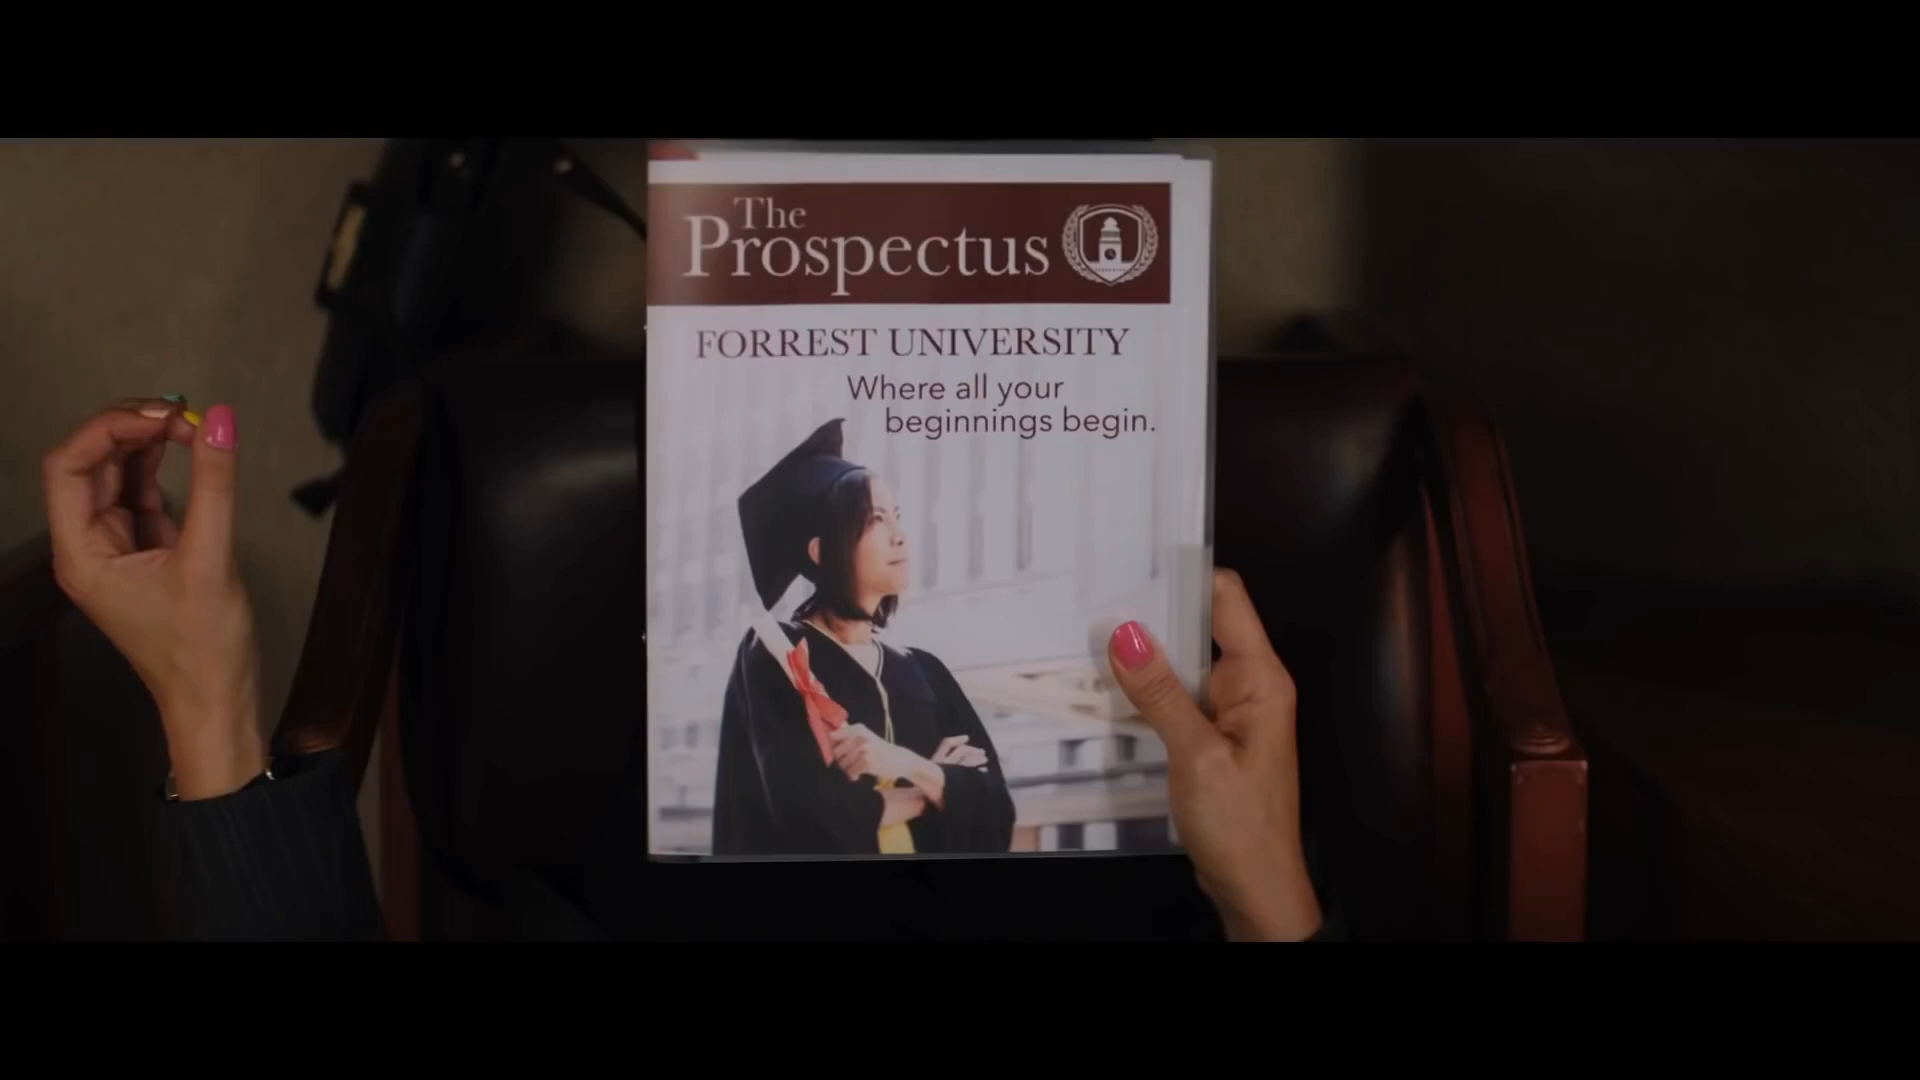 The
Prospectus
FORREST UNIVERSITY
Where all your
beginnings begin.